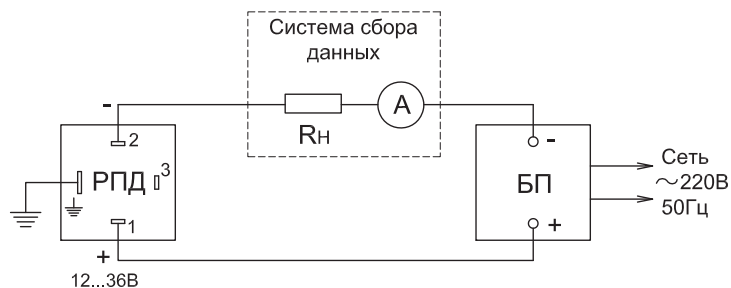 Система сбора
данных
A
Rн
-
2
РПД
3
1
+
12...36В
-
БП
+
Сеть
~220В
50Гц